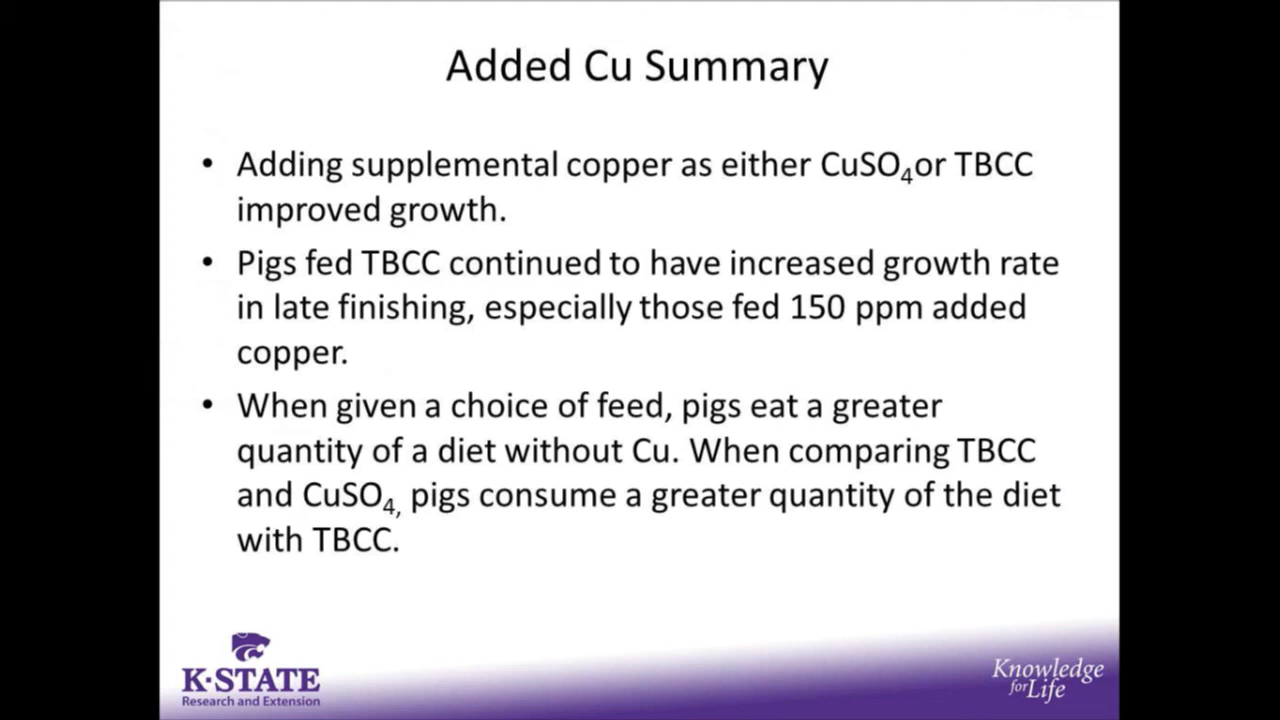 Added Cu Summary
• Adding supplemental copper as either CuSO₄or TBCC
improved growth.
• Pigs fed TBCC continued to have increased growth rate
in late finishing, especially those fed 150 ppm added
copper.
• When given a choice of feed, pigs eat a greater
quantity of a diet without Cu. When comparing TBCC
and CuSO₄, pigs consume a greater quantity of the diet
with TBCC.
K-STATE
Research and Extension
Knowledge
for Life